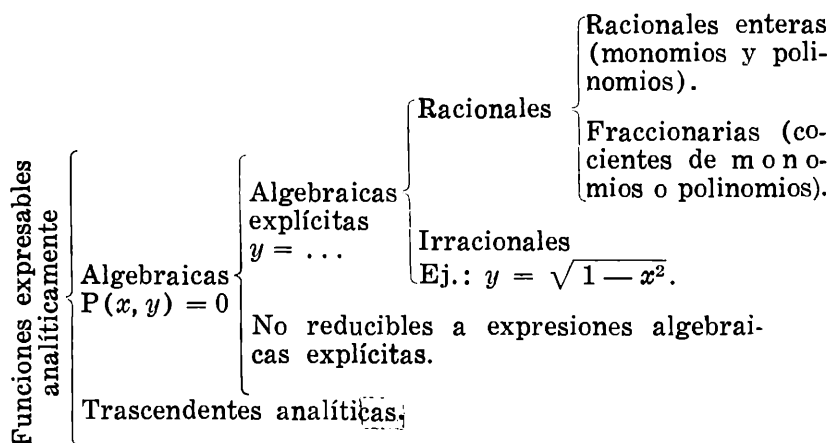 Funciones expresables
analíticamente
Algebraicas
P(x, y) = 0
Algebraicas
explícitas
y = ...
Racionales
Racionales enteras
(monomios y poli-
nomios).
Fraccionarias (co-
cientes de mono-
mios o polinomios).
Irracionales
Ej.: y = √1 — x².
No reducibles a expresiones algebrai-
cas explícitas.
Trascendentes analíticas.